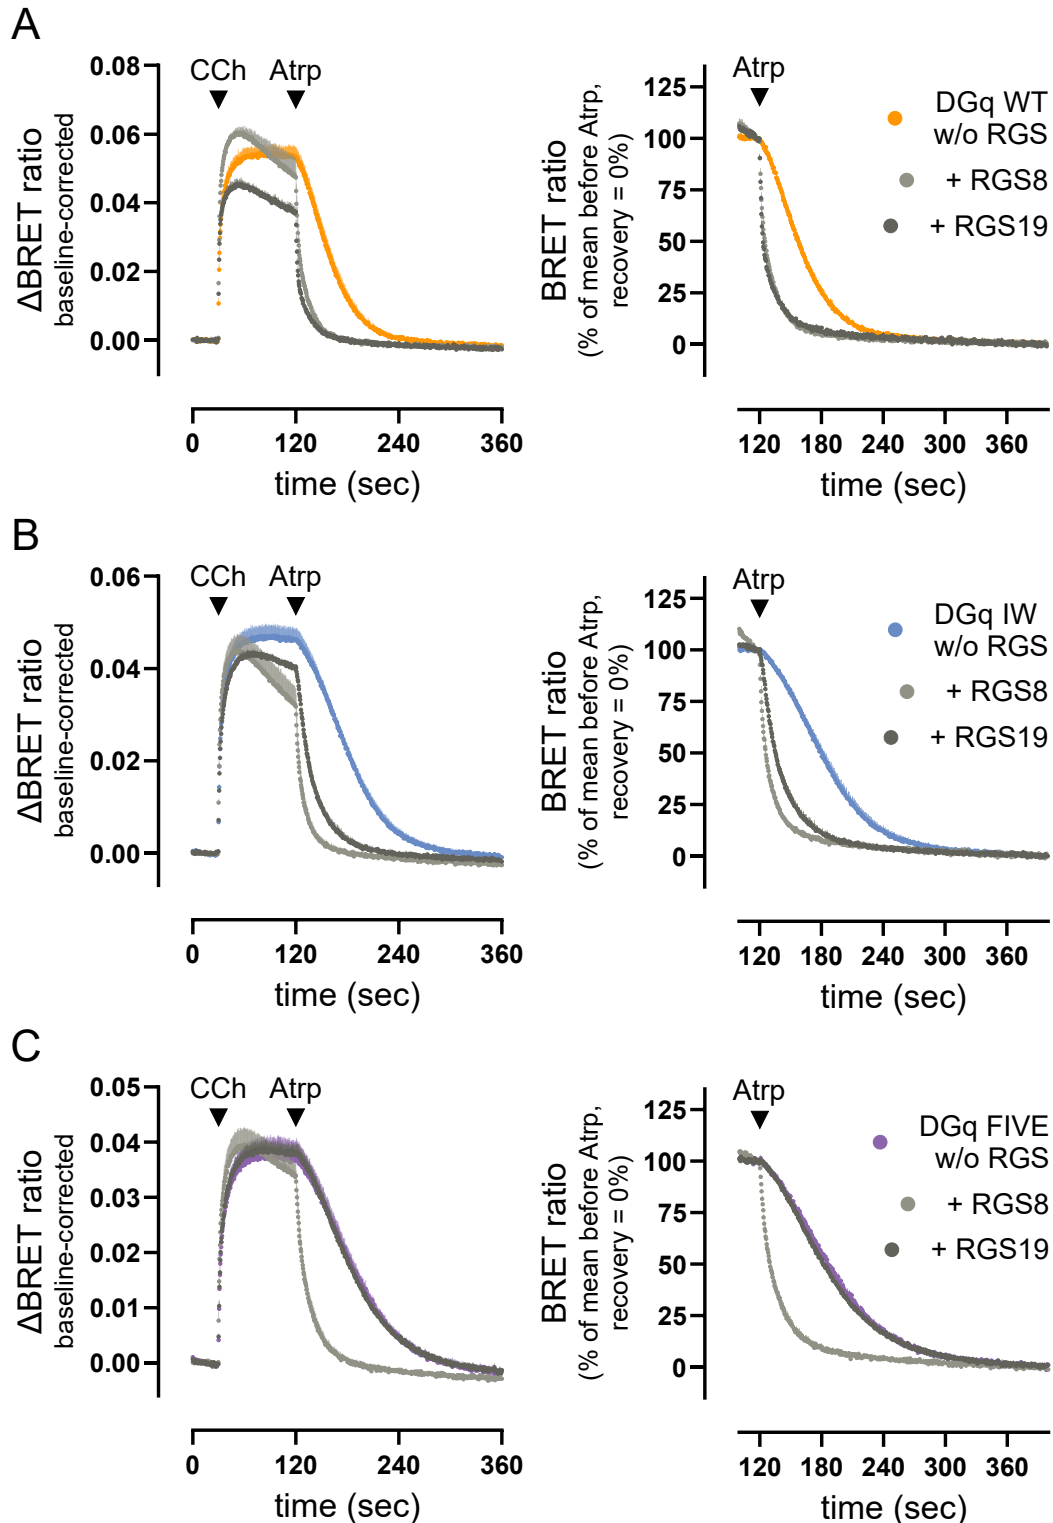 A
CCh Atrp
0.08
0.06
0.04
0.02
0.00
ΔBRET ratio
baseline-corrected
0 120 240 360
time (sec)
Atrp
125
100
75
50
25
0
BRET ratio
(% of mean before Atrp,
recovery = 0%)
120 180 240 300 360
time (sec)
DGq WT
w/o RGS
+ RGS8
+ RGS19
B
CCh Atrp
0.06
0.04
0.02
0.00
ΔBRET ratio
baseline-corrected
0 120 240 360
time (sec)
Atrp
125
100
75
50
25
0
BRET ratio
(% of mean before Atrp,
recovery = 0%)
120 180 240 300 360
time (sec)
DGq IW
w/o RGS
+ RGS8
+ RGS19
C
CCh Atrp
0.05
0.04
0.03
0.02
0.01
0.00
ΔBRET ratio
baseline-corrected
0 120 240 360
time (sec)
Atrp
125
100
75
50
25
0
BRET ratio
(% of mean before Atrp,
recovery = 0%)
120 180 240 300 360
time (sec)
DGq FIVE
w/o RGS
+ RGS8
+ RGS19